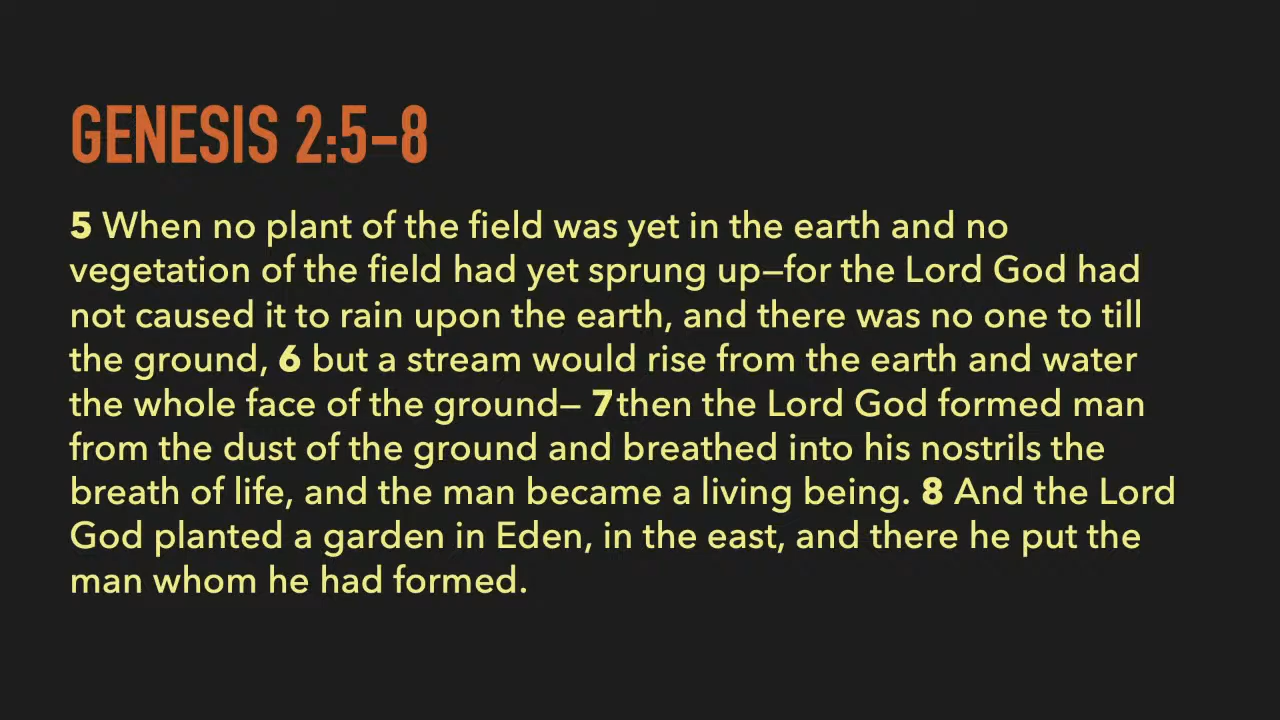 GENESIS 2:5–8
5 When no plant of the field was yet in the earth and no
vegetation of the field had yet sprung up—for the Lord God had
not caused it to rain upon the earth, and there was no one to till
the ground, 6 but a stream would rise from the earth and water
the whole face of the ground— 7then the Lord God formed man
from the dust of the ground and breathed into his nostrils the
breath of life, and the man became a living being. 8 And the Lord
God planted a garden in Eden, in the east, and there he put the
man whom he had formed.